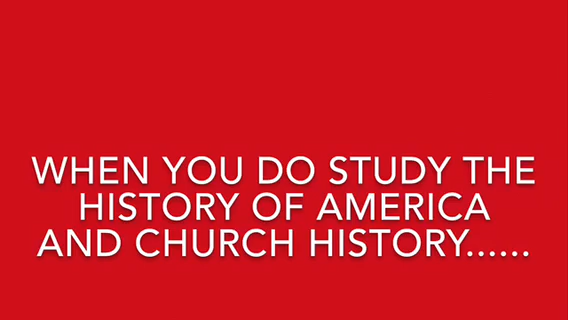 WHEN YOU DO STUDY THE
HISTORY OF AMERICA
AND CHURCH HISTORY......